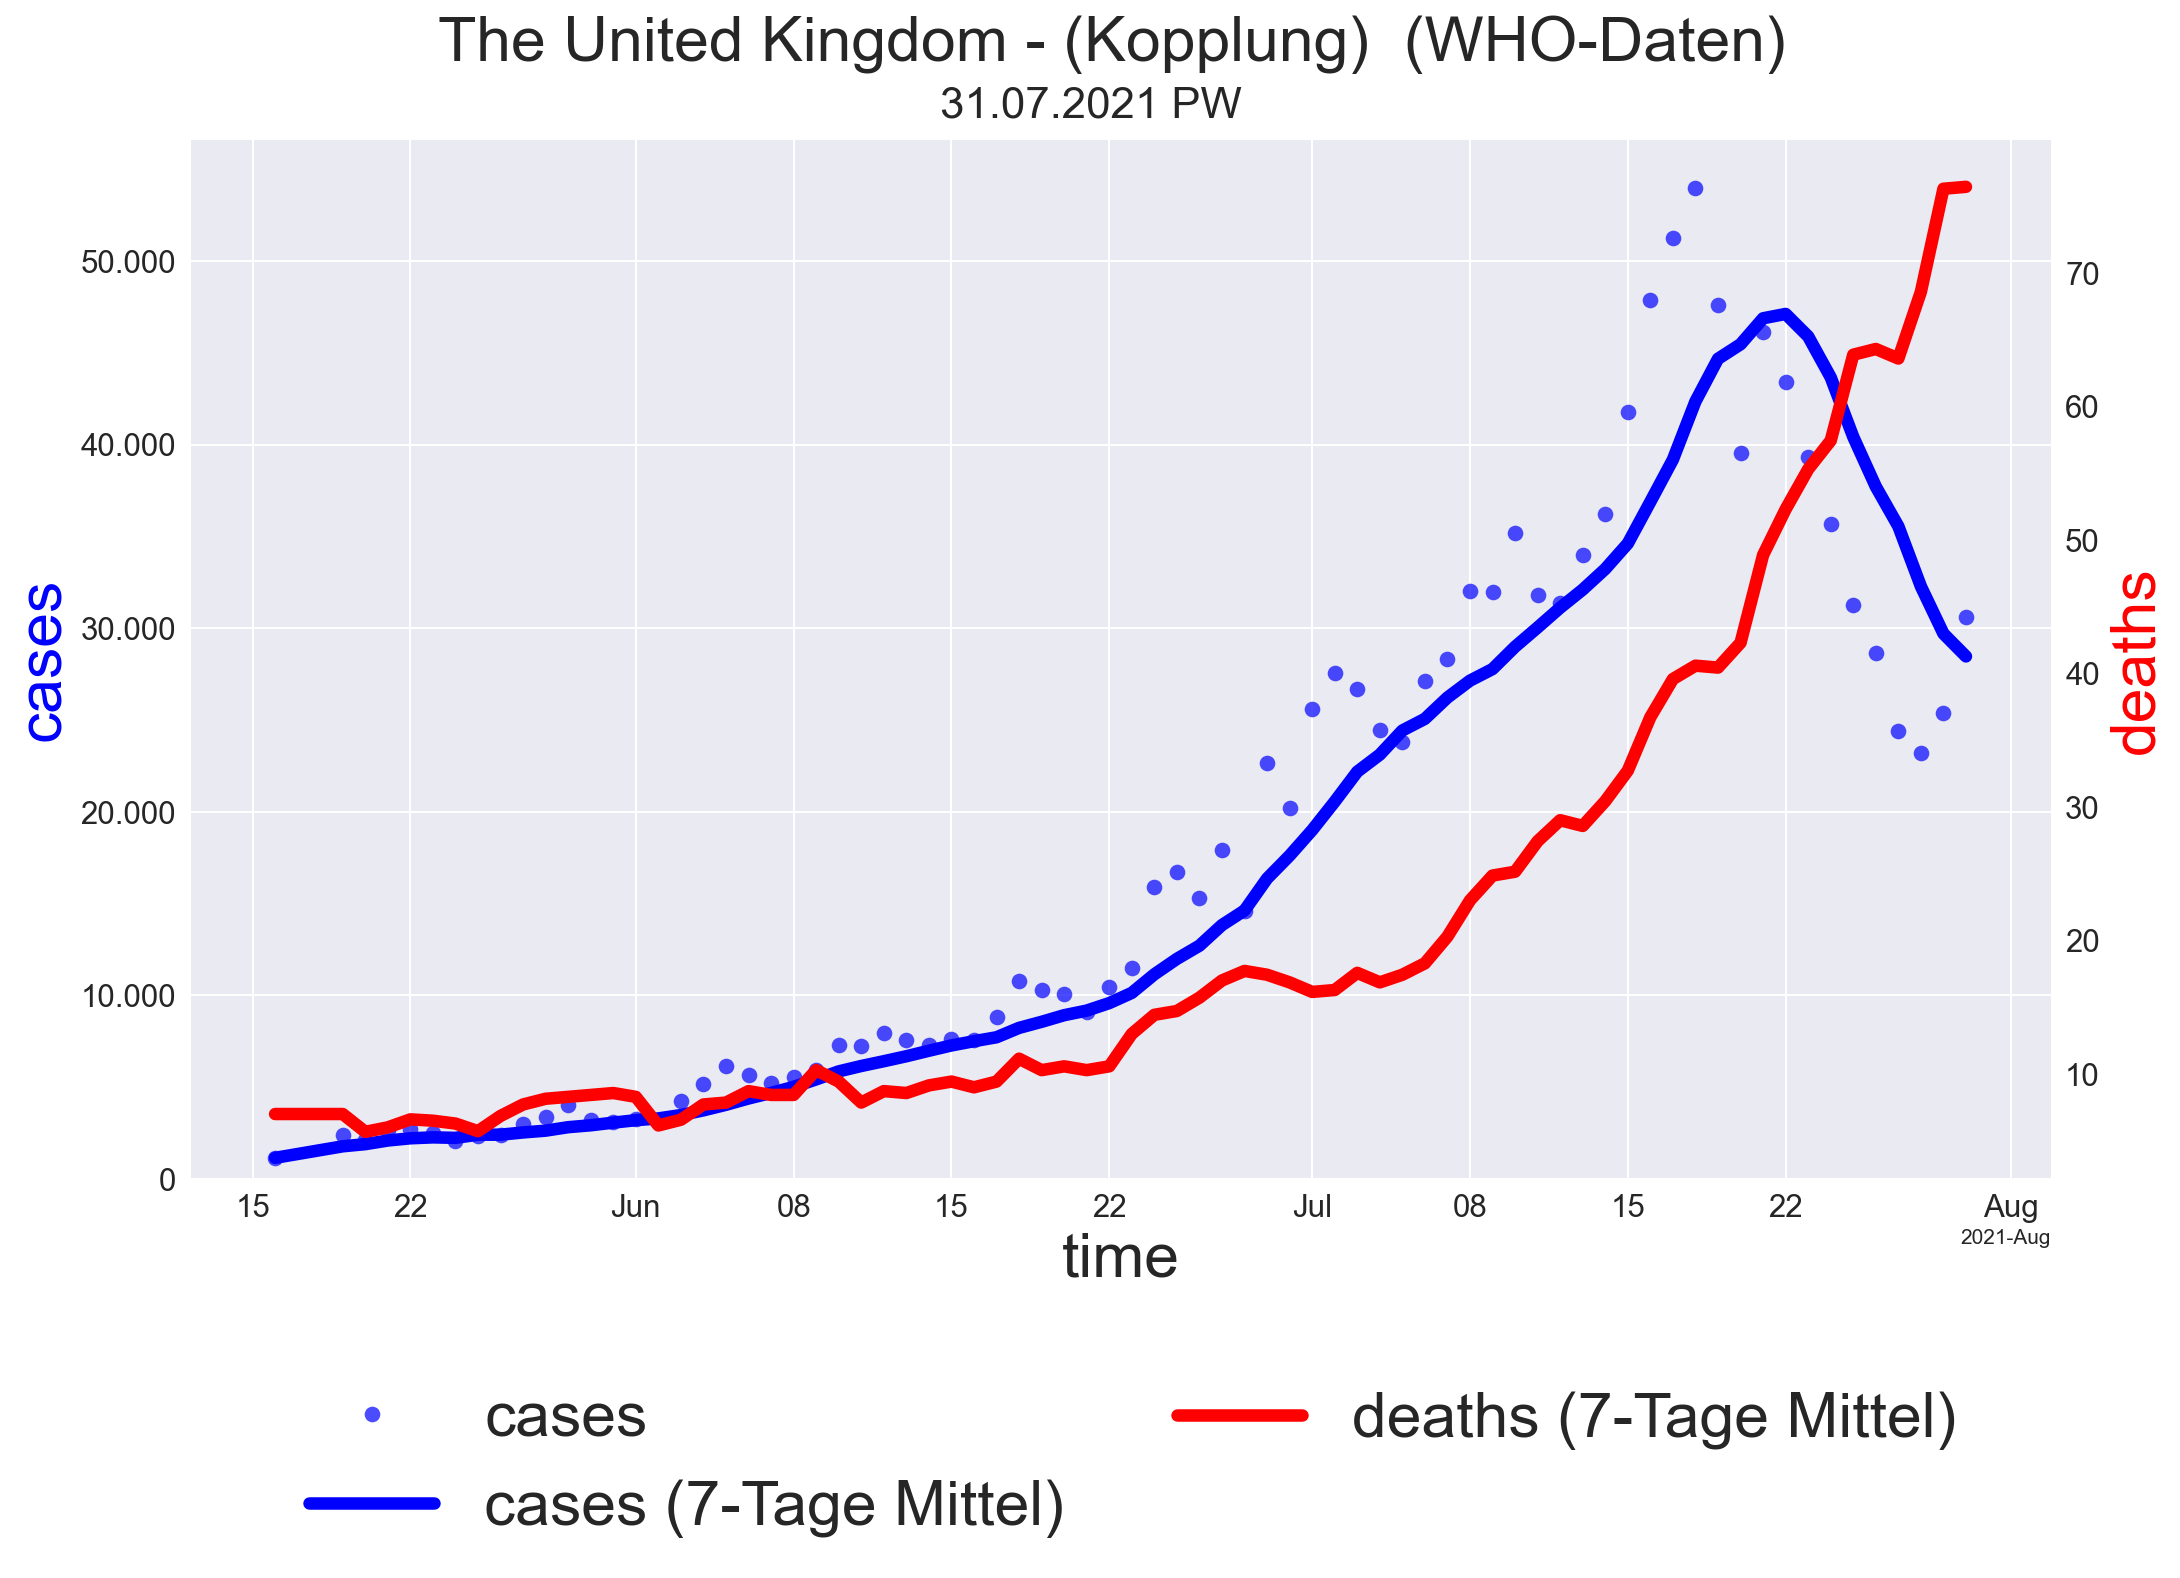 The United Kingdom - (Kopplung)  (WHO-Daten)
31.07.2021 PW
cases
50.000
40.000
30.000
20.000
10.000
0
70
60
50
40
30
20
10
deaths
15 22 Jun 08 15 22 Jul 08 15 22 Aug
2021-Aug
time
cases
cases (7-Tage Mittel)
deaths (7-Tage Mittel)